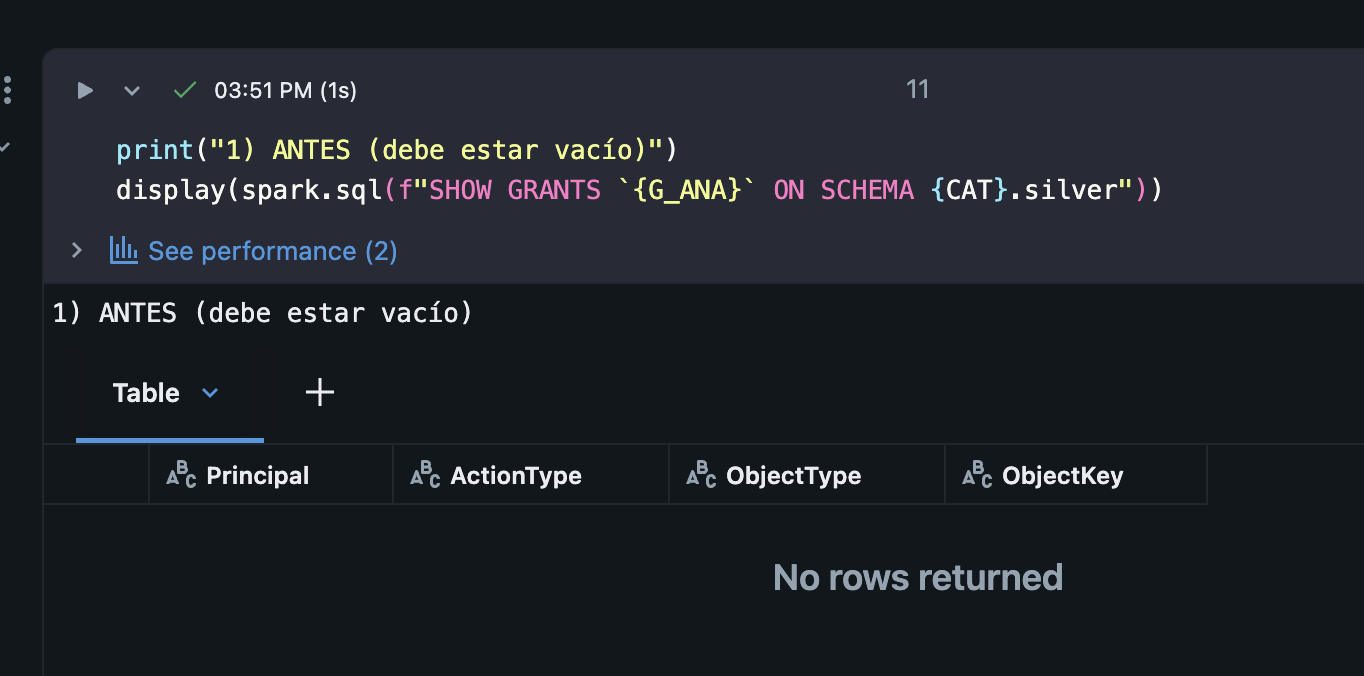 03:51 PM (1s)
11
print("1) ANTES (debe estar vacío)")
display(spark.sql(f"SHOW GRANTS `{G_ANA}` ON SCHEMA {CAT}.silver"))
See performance (2)
1) ANTES (debe estar vacío)
Table
Principal
ActionType
ObjectType
ObjectKey
No rows returned